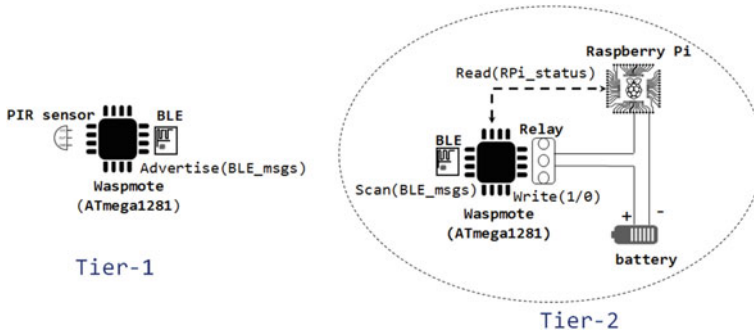 PIR sensor
BLE
Advertise(BLE_msgs)
Waspmote
(ATmega1281)
Tier-1
Raspberry Pi
Read(RPi_status)
Relay
BLE
Scan(BLE_msgs)
Write(1/0)
Waspmote
(ATmega1281)
+
-
battery
Tier-2